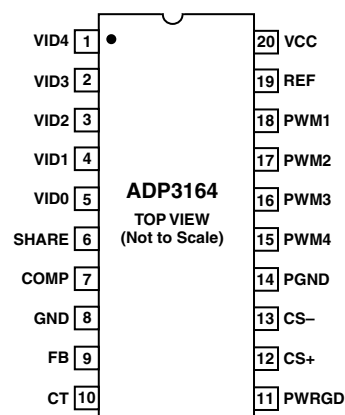 VID4 1
VID3 2
VID2 3
VID1 4
VID0 5
SHARE 6
COMP 7
GND 8
FB 9
CT 10
ADP3164
TOP VIEW
(Not to Scale)
20 VCC
19 REF
18 PWM1
17 PWM2
16 PWM3
15 PWM4
14 PGND
13 CS–
12 CS+
11 PWRGD